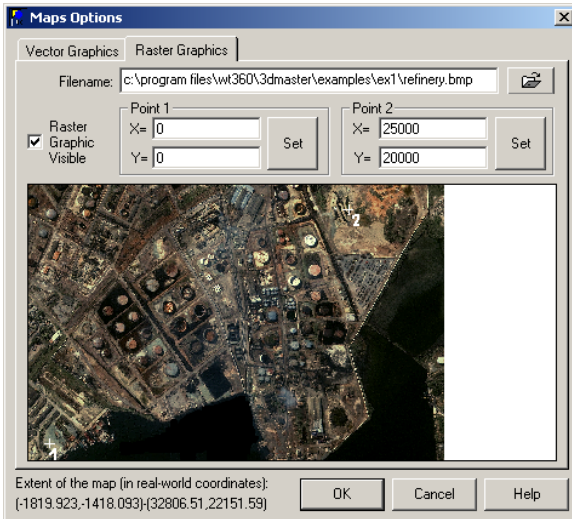 Maps Options
Vector Graphics Raster Graphics
Filename: c:\program files\wt360\3dmaster\examples\ex1\refinery.bmp
Raster Graphic Visible
Point 1
X= 0
Y= 0
Set
Point 2
X= 25000
Y= 20000
Set
2
1
Extent of the map (in real-world coordinates):
(-1819.923,-1418.093)-(32806.51,22151.59)
OK Cancel Help